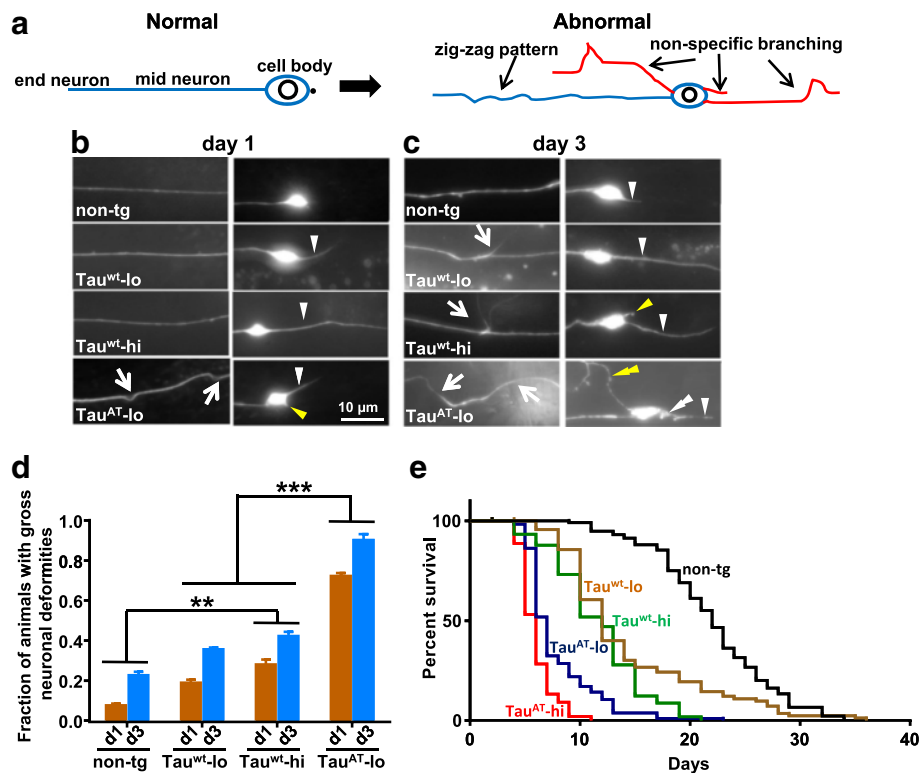 a
Normal
Abnormal
end neuron
mid neuron
cell body
zig-zag pattern
non-specific branching
b
day 1
c
day 3
non-tg
Tauwt-lo
Tauwt-hi
TauAT-lo
10 µm
non-tg
Tauwt-lo
Tauwt-hi
TauAT-lo
d
Fraction of animals with gross
neuronal deformities
1.0
0.8
0.6
0.4
0.2
0.0
**
***
d1 d3 d1 d3 d1 d3 d1 d3
non-tg Tauwt-lo Tauwt-hi TauAT-lo
e
Percent survival
100
50
0
non-tg
Tauwt-lo
Tauwt-hi
TauAT-lo
TauAT-hi
0 10 20 30 40
Days